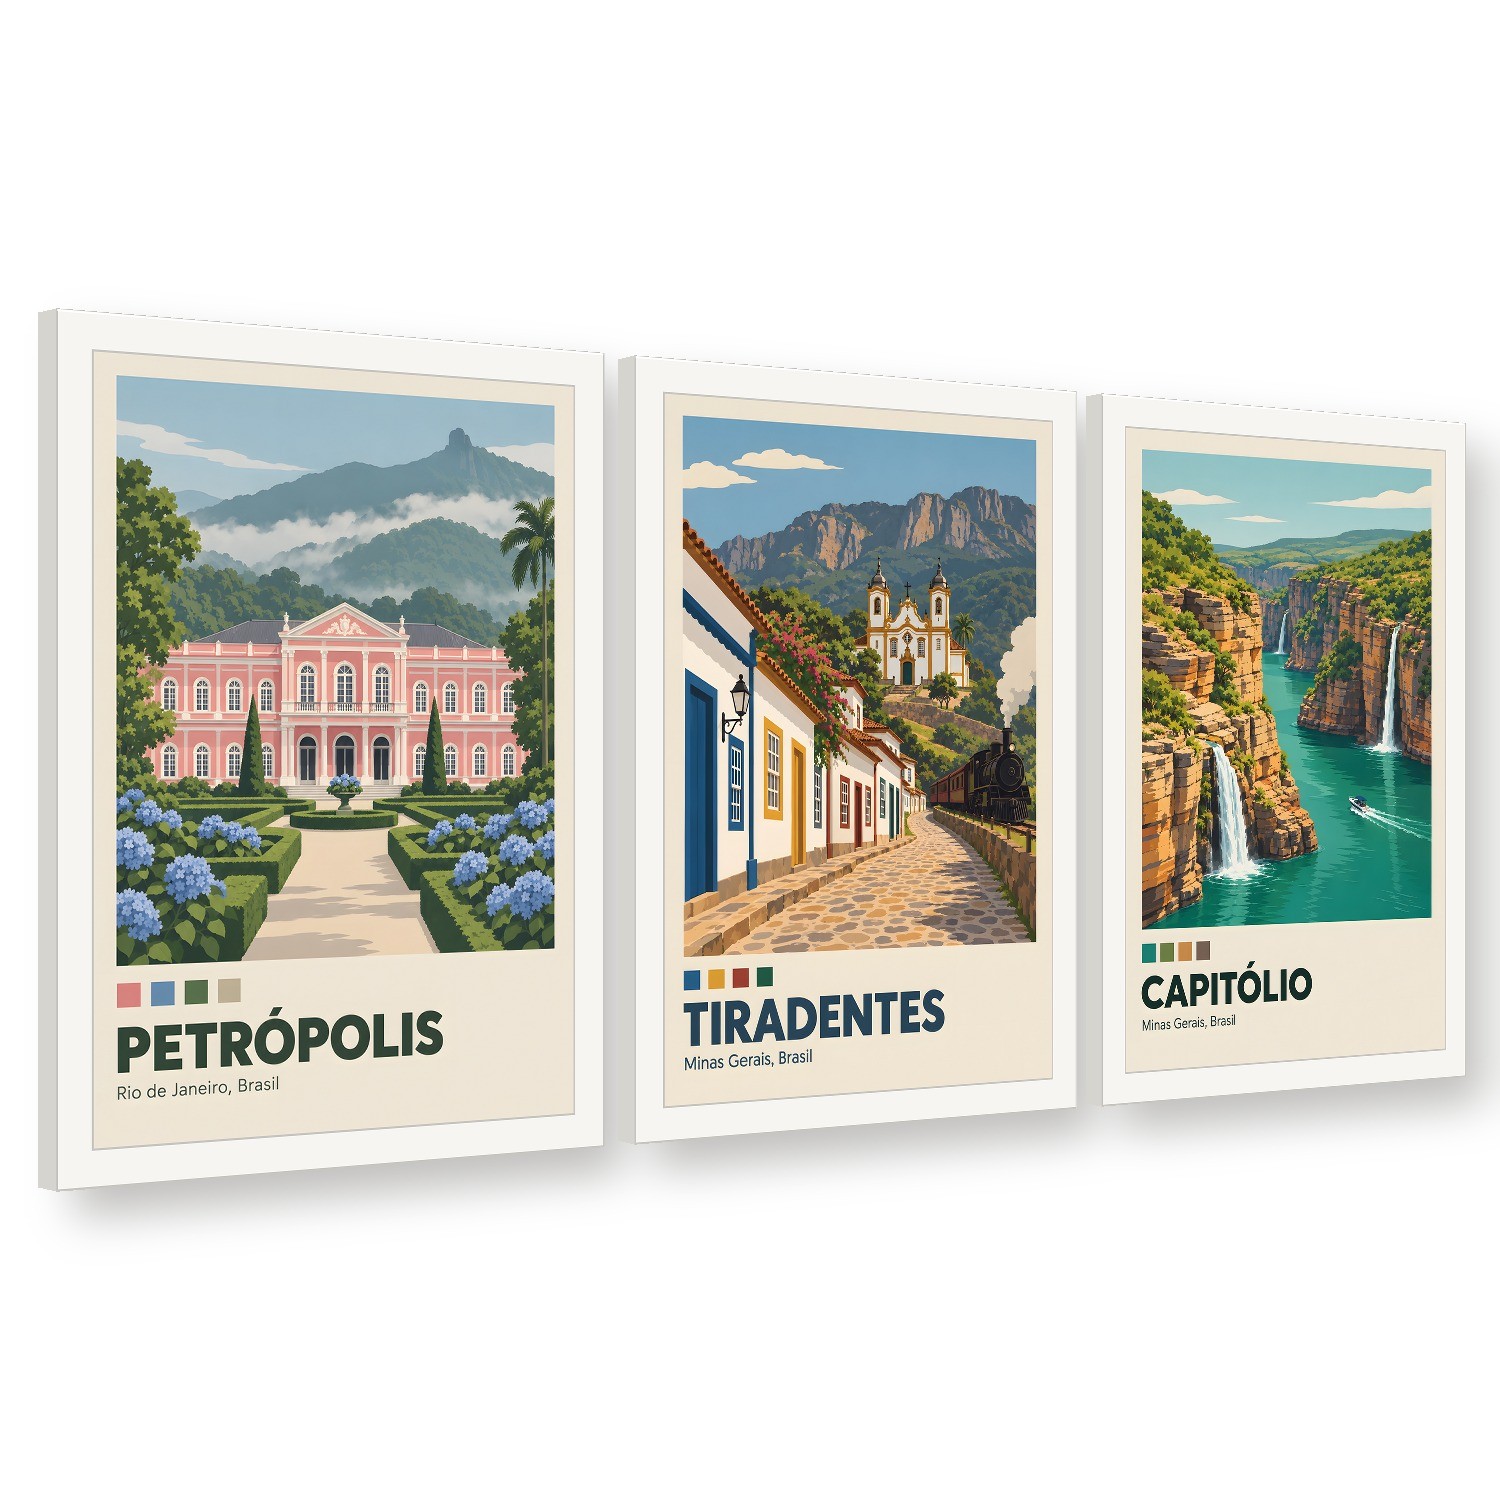 PETRÓPOLIS
Rio de Janeiro, Brasil
TIRADENTES
Minas Gerais, Brasil
CAPITÓLIO
Minas Gerais, Brasil